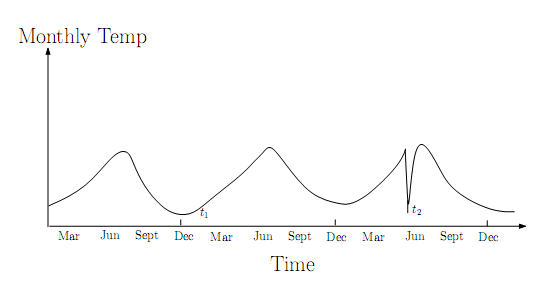 Monthly Temp
t1
t2
Mar Jun Sept Dec Mar Jun Sept Dec Mar Jun Sept Dec
Time